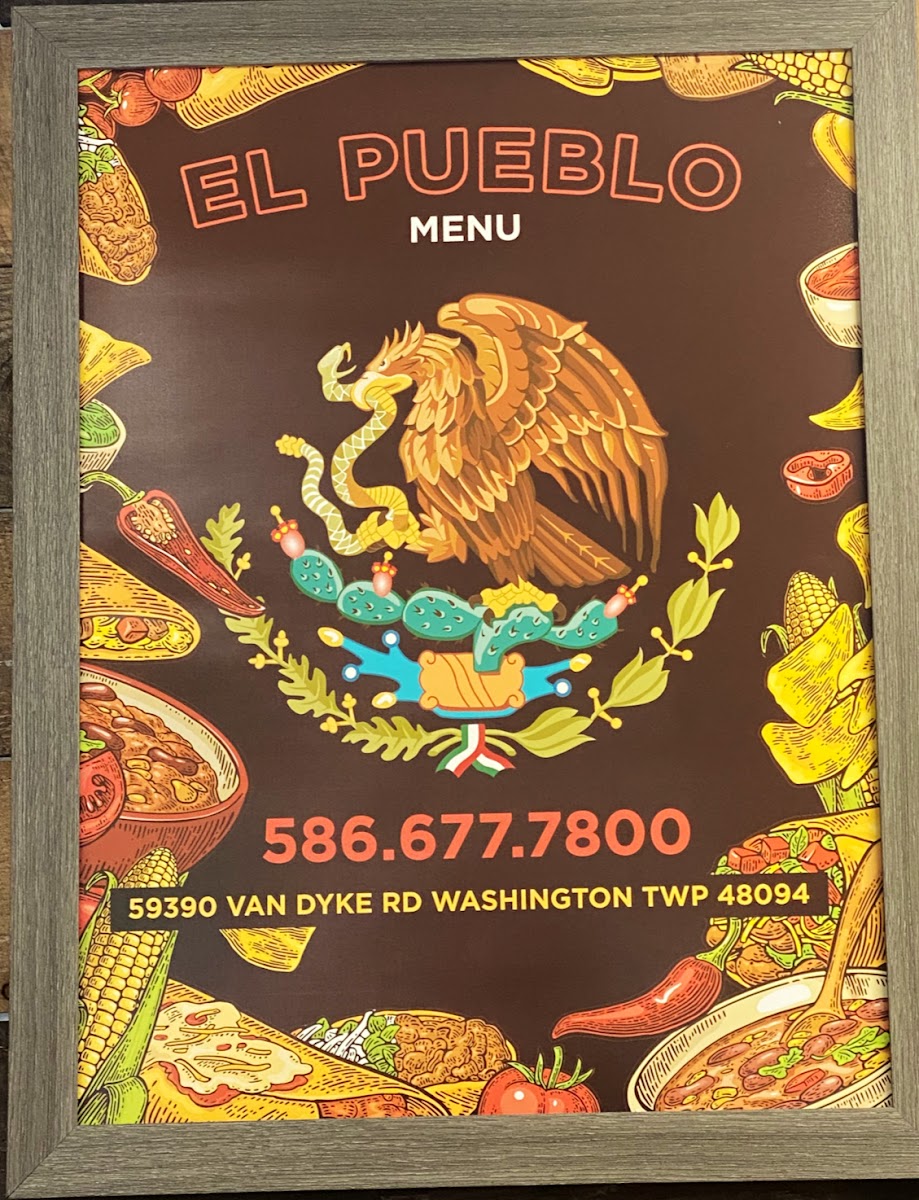 EL PUEBLO
MENU
586.677.7800
59390 VAN DYKE RD WASHINGTON TWP 48094